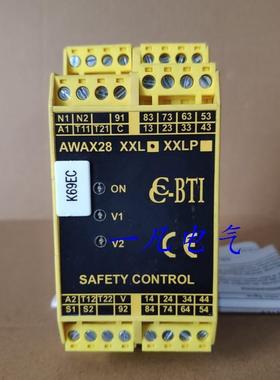 N1 N2 91 83 73 63 53
A1 T11 T21 C 13 23 33 43
AWAX28 XXL XXLP
K69EC
ON
V1
V2
C-BTI
一凡电气
CE
SAFETY CONTROL
A2 T12 T22 V 14 24 34 44
S1 S2 92 84 74 64 54